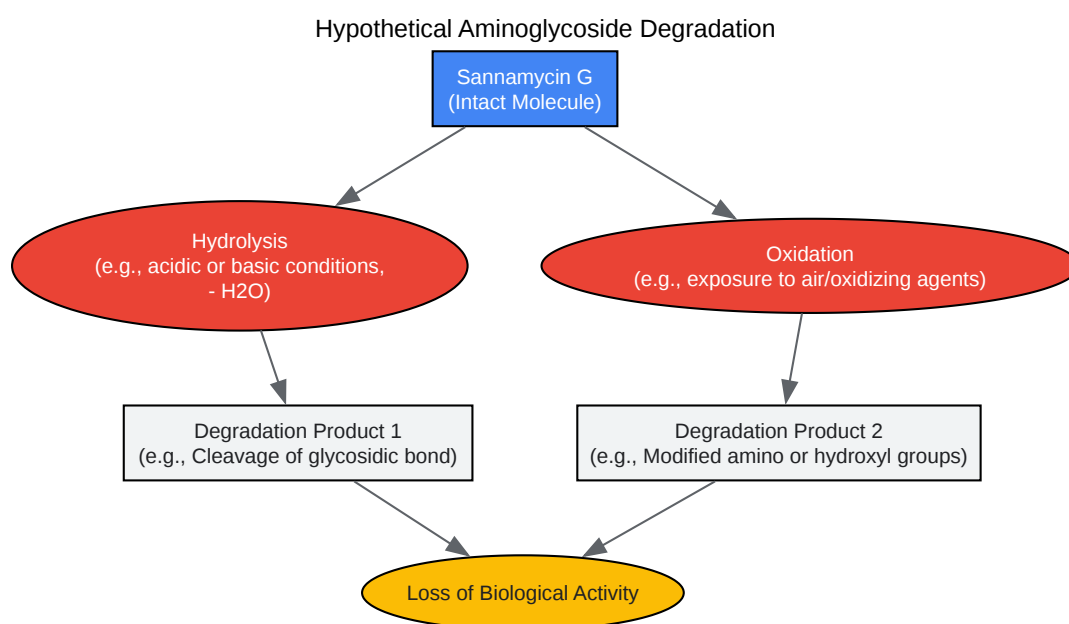 Hypothetical Aminoglycoside Degradation
Sannamycin G
(Intact Molecule)
Hydrolysis
(e.g., acidic or basic conditions,
- H2O)
Oxidation
(e.g., exposure to air/oxidizing agents)
Degradation Product 1
(e.g., Cleavage of glycosidic bond)
Degradation Product 2
(e.g., Modified amino or hydroxyl groups)
Loss of Biological Activity